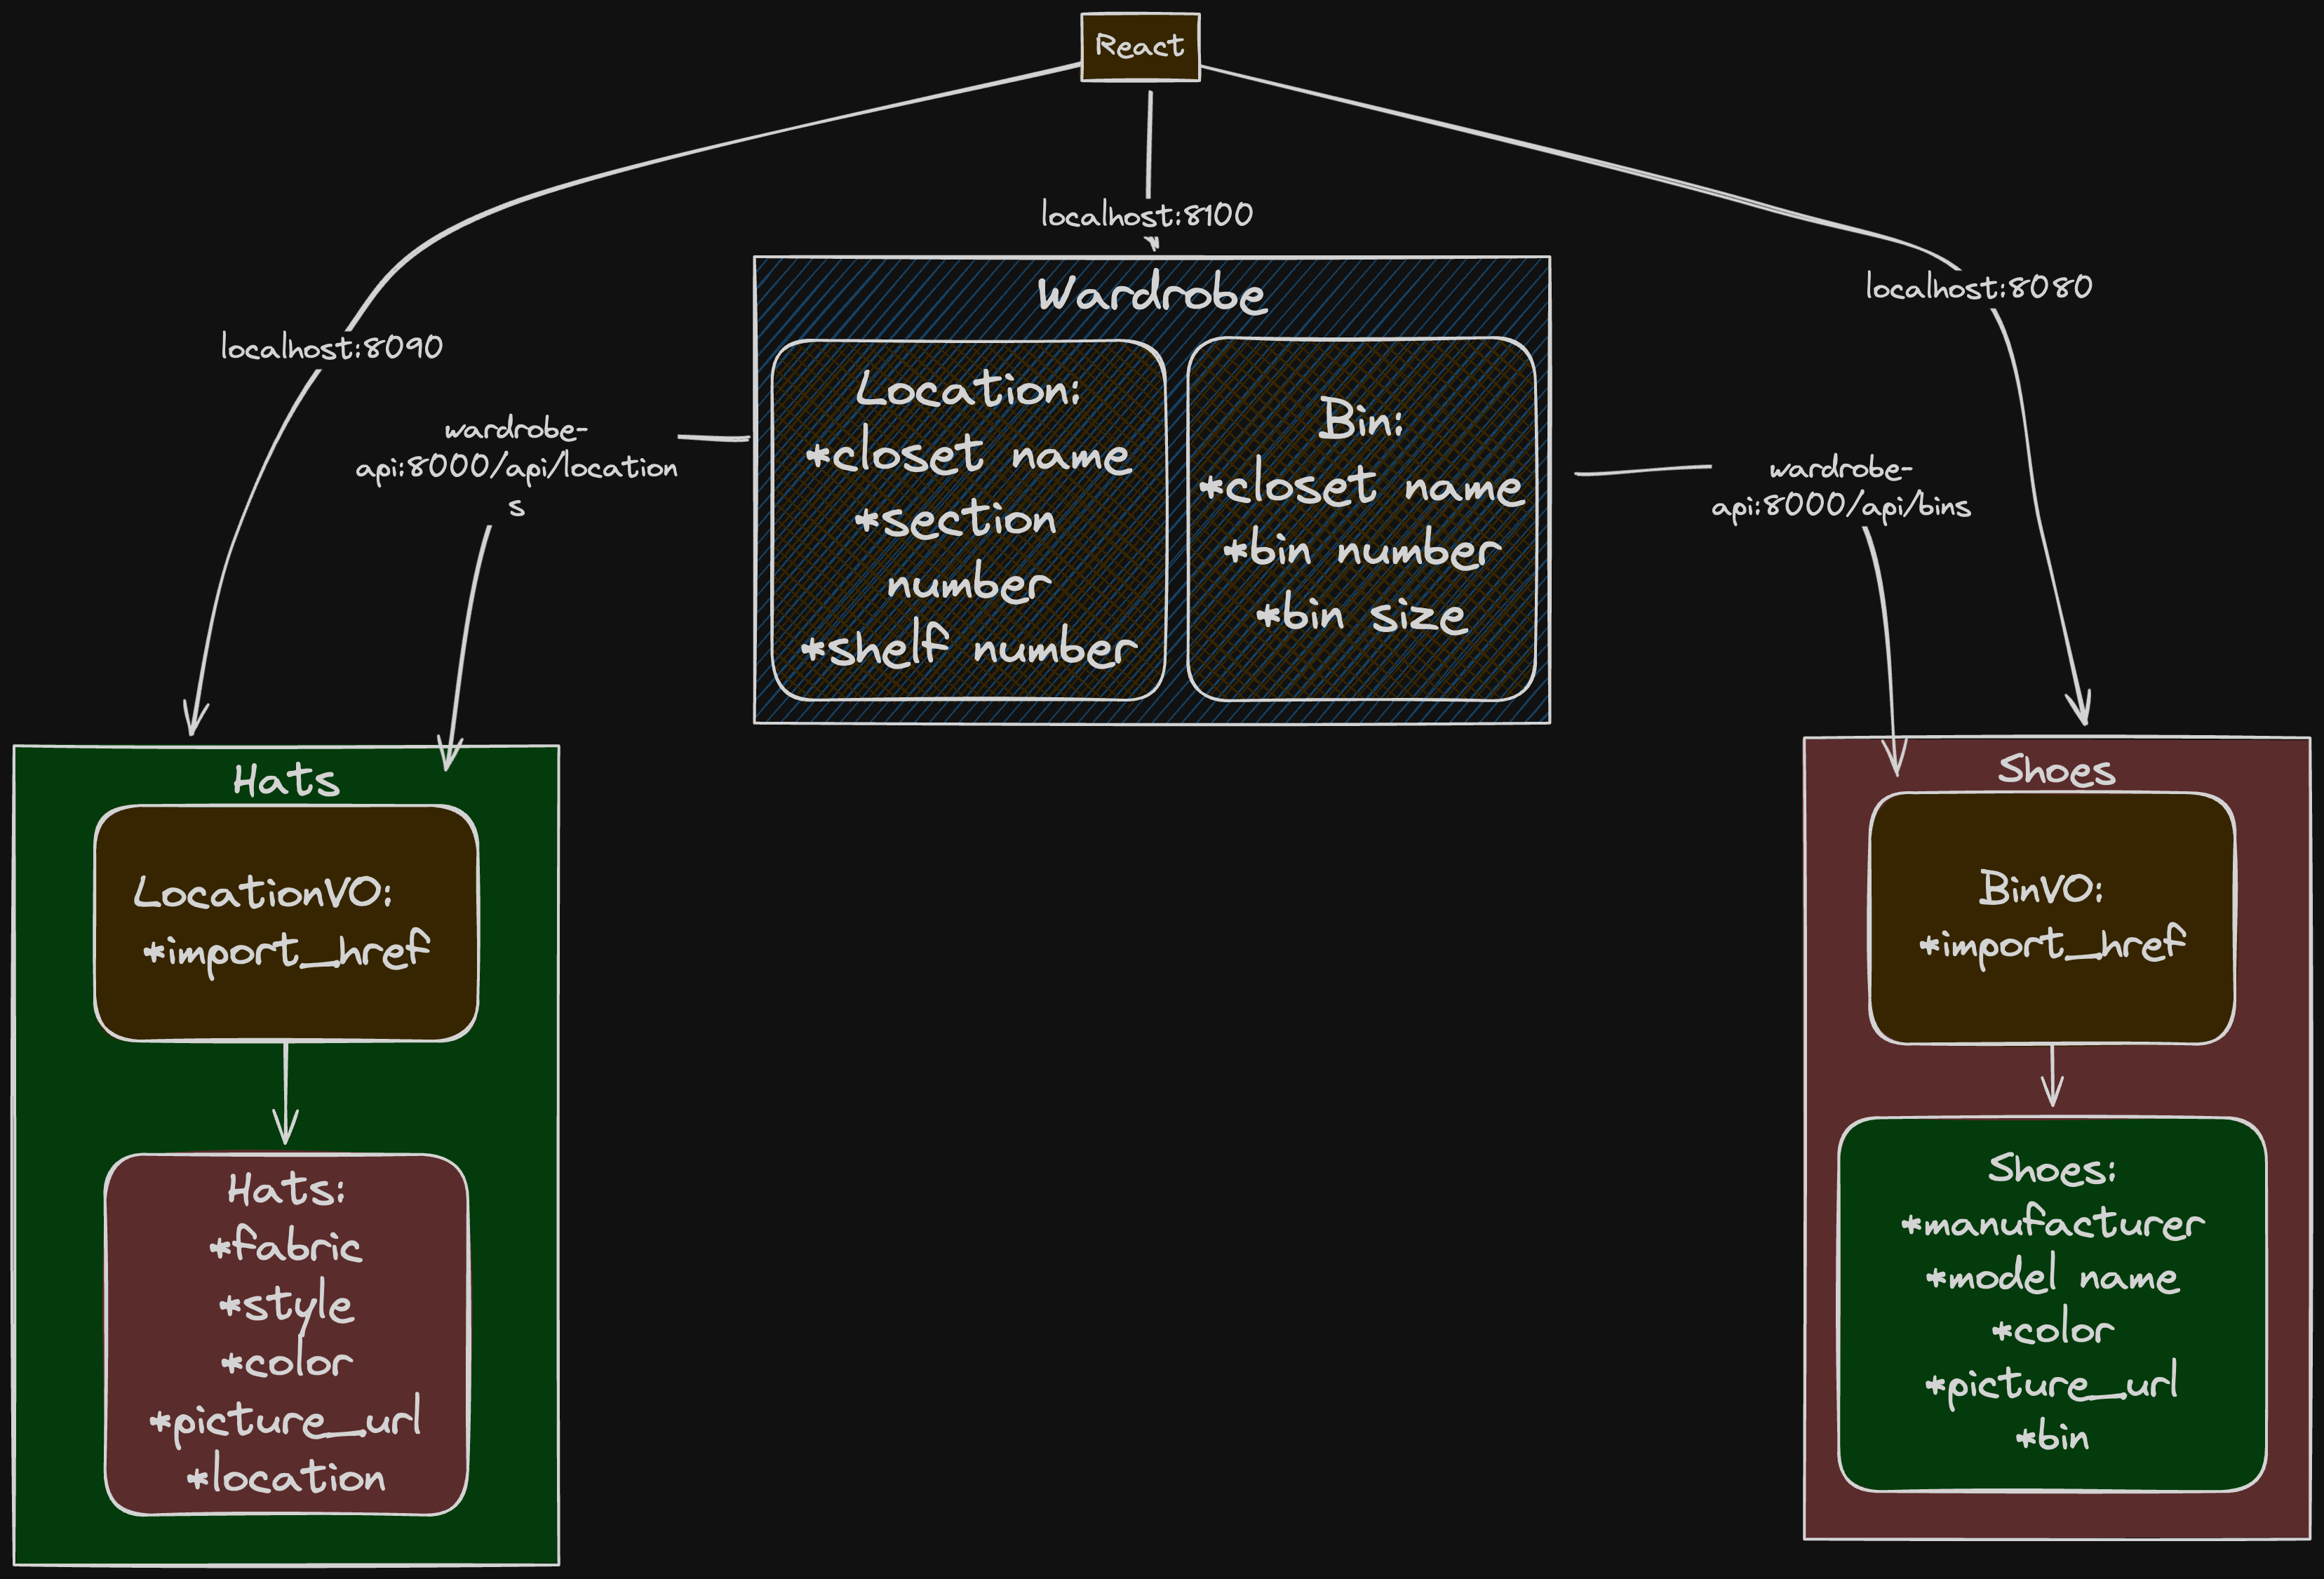 React
localhost:8100
localhost:8090
localhost:8080
Wardrobe
Location:
*closet name
*section
number
*shelf number
Bin:
*closet name
*bin number
*bin size
wardrobe-
api:8000/api/location
s
wardrobe-
api:8000/api/bins
Hats
LocationVO:
*import_href
Hats:
*fabric
*style
*color
*picture_url
*location
Shoes
BinVO:
*import_href
Shoes:
*manufacturer
*model name
*color
*picture_url
*bin